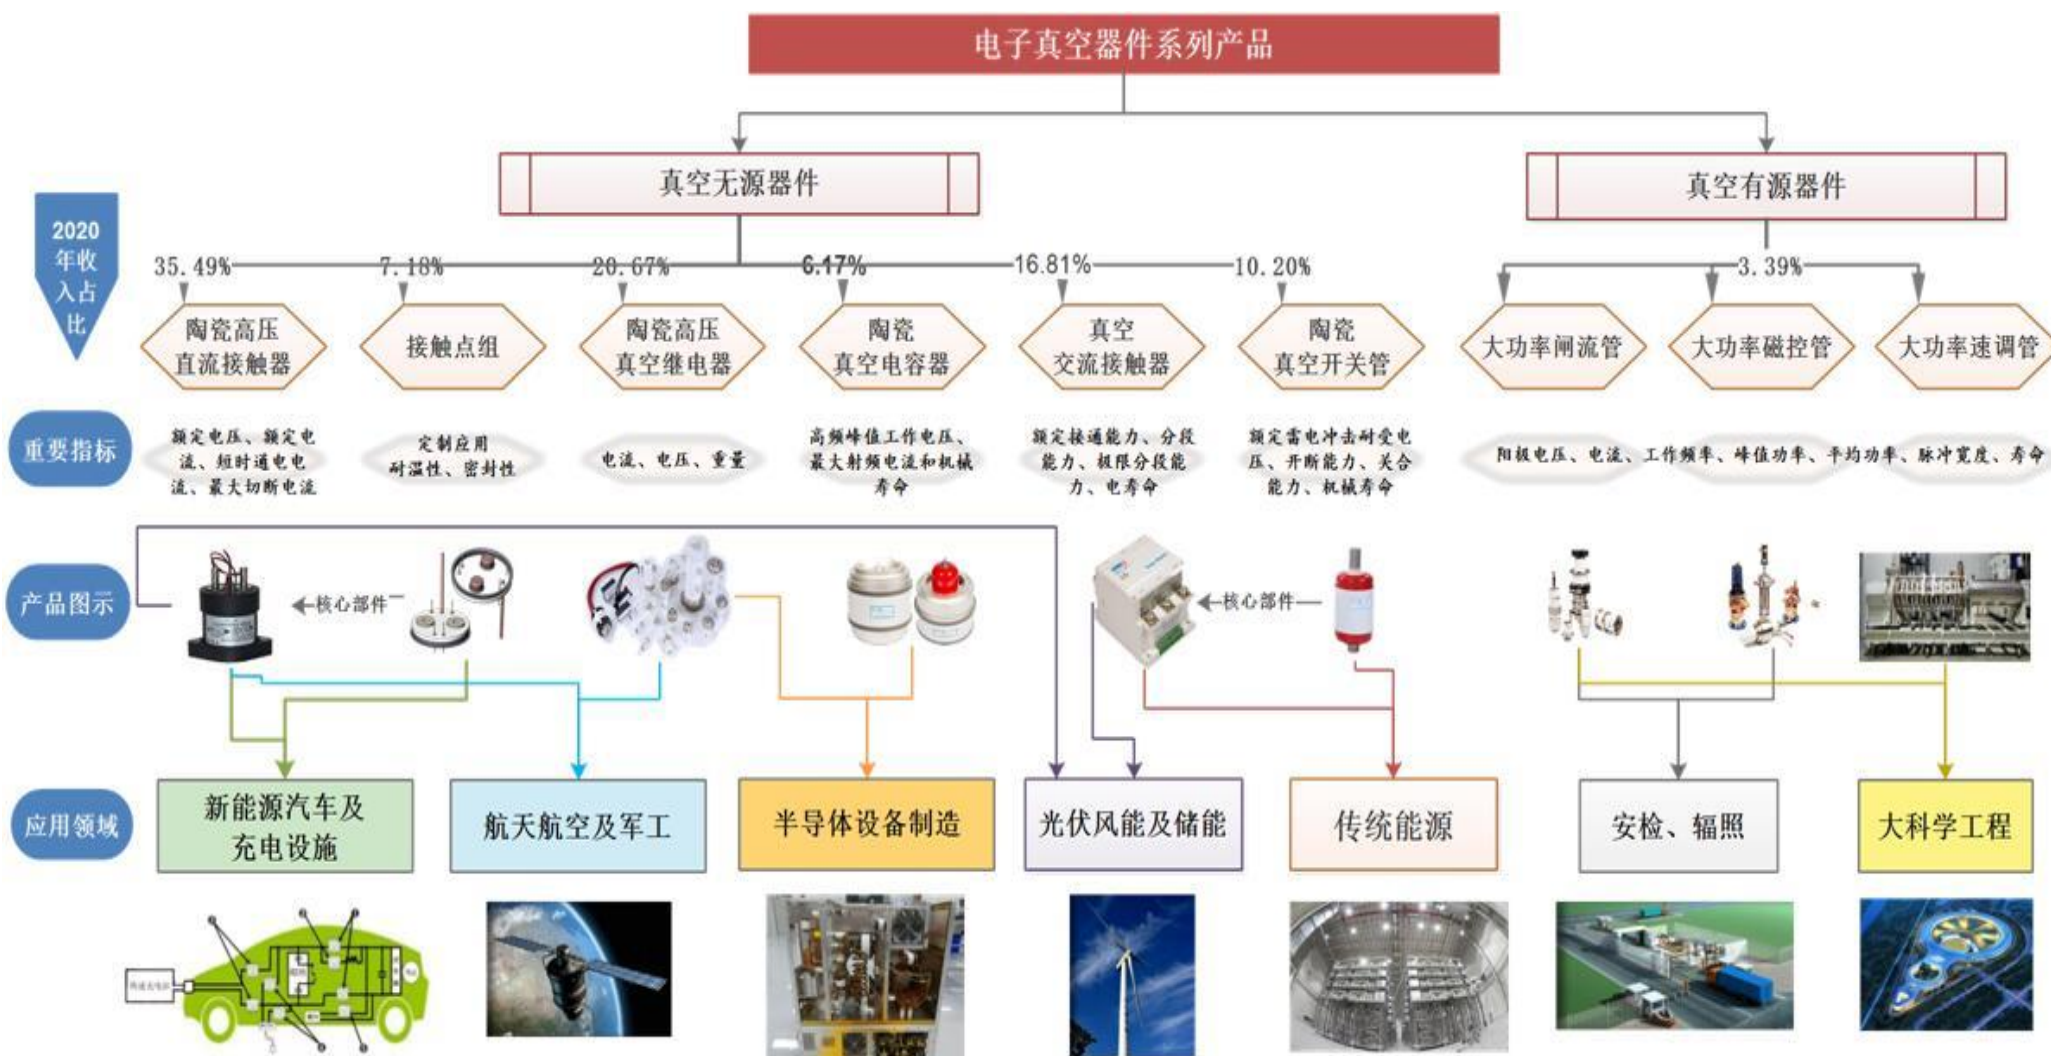 电子真空器件系列产品
真空无源器件
真空有源器件
2020
年收
入占
比
35.49%
7.18%
20.67%
6.17%
16.81%
10.20%
3.39%
陶瓷高压
直流接触器
接触点组
陶瓷高压
真空继电器
陶瓷
真空电容器
真空
交流接触器
陶瓷
真空开关管
大功率闸流管
大功率磁控管
大功率速调管
重要指标
额定电压、额定电
流、短时通电电
流、最大切断电流
定制应用
耐温性、密封性
电流、电压、重量
高频峰值工作电压、
最大射频电流和机械
寿命
额定接通能力、分段
能力、极限分段能
力、电寿命
额定雷电冲击耐受电
压、开断能力、关合
能力、机械寿命
阳极电压、电流、工作频率、峰值功率、平均功率、脉冲宽度、寿命
产品图示
核心部件
核心部件
应用领域
新能源汽车及
充电设施
航天航空及军工
半导体设备制造
光伏风能及储能
传统能源
安检、辐照
大科学工程